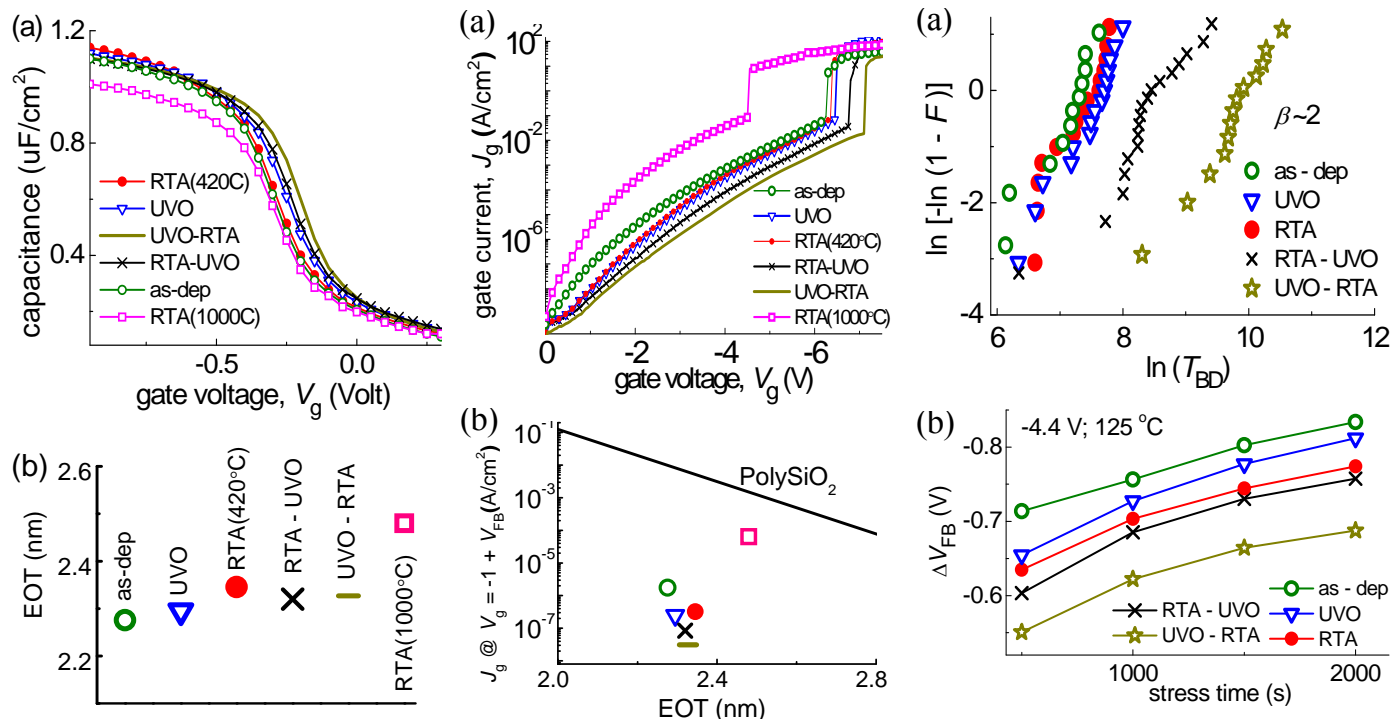 (a)
1.2
0.8
0.4
capacitance (uF/cm²)
RTA(420C)
UVO
UVO-RTA
RTA-UVO
as-dep
RTA(1000C)
-0.5
0.0
gate voltage, Vg (Volt)
(a)
10²
10⁻²
10⁻⁶
gate current, Jg (A/cm²)
as-dep
UVO
RTA(420°C)
RTA-UVO
UVO-RTA
RTA(1000°C)
0
-2
-4
-6
gate voltage, Vg (V)
(a)
0
-2
-4
ln [-ln (1 - F )]
β~2
as - dep
UVO
RTA
RTA - UVO
UVO - RTA
6
8
10
12
ln (TBD)
(b)
2.6
2.4
2.2
EOT (nm)
as-dep
UVO
RTA(420°C)
RTA - UVO
UVO - RTA
RTA(1000°C)
(b)
10⁻¹
10⁻³
10⁻⁵
10⁻⁷
Jg @ Vg = -1 + VFB(A/cm²)
PolySiO₂
2.0
2.4
2.8
EOT (nm)
(b)
-4.4 V; 125 °C
-0.8
-0.7
-0.6
Δ VFB (V)
as - dep
RTA - UVO
UVO
UVO - RTA
RTA
1000
2000
stress time (s)